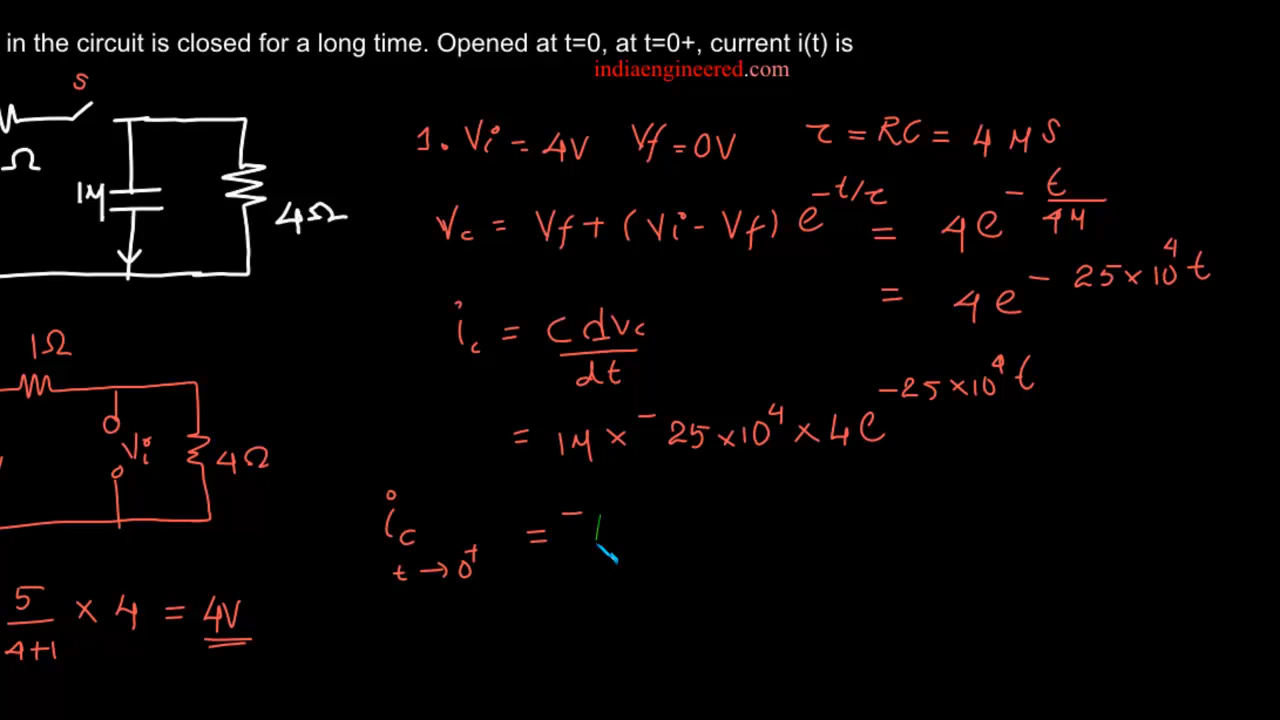 in the circuit is closed for a long time. Opened at t=0, at t=0+, current i(t) is
indiaengineered.com
S
Ω
1μ
4Ω
1. Vi = 4V Vf = 0V τ = RC = 4 μS
Vc = Vf + (Vi - Vf) e^{-t/τ} = 4e^{-t/4μ}
= 4e^{-25×10^4 t}
ic = C dvc/dt
= 1μ × -25×10^4 × 4e^{-25×10^4 t}
ic t→0+ = -
1Ω
Vi
4Ω
5/(4+1) × 4 = 4V